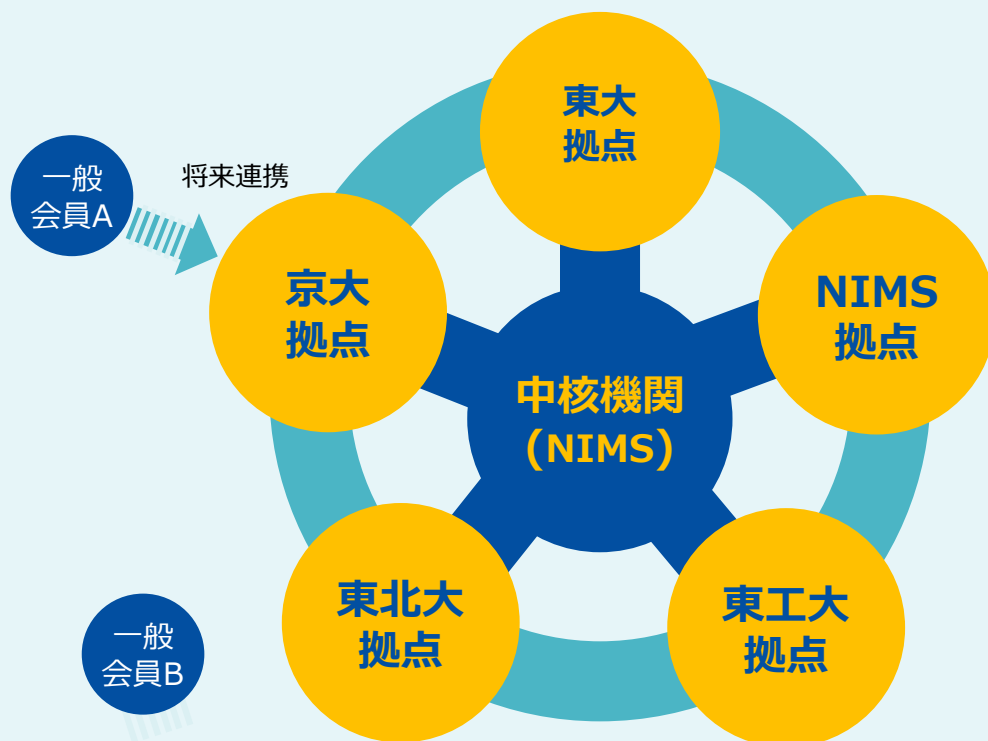 東大
拠点
一般
会員A
将来連携
京大
拠点
NIMS
拠点
中核機関
(NIMS)
東北大
拠点
東工大
拠点
一般
会員B